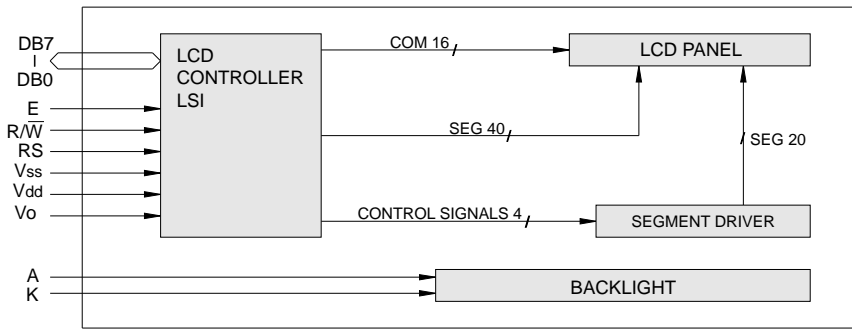 DB7
DB0
E
R/W̅
RS
Vss
Vdd
Vo
A
K
LCD
CONTROLLER
LSI
COM 16
LCD PANEL
SEG 40
SEG 20
CONTROL SIGNALS 4
SEGMENT DRIVER
BACKLIGHT